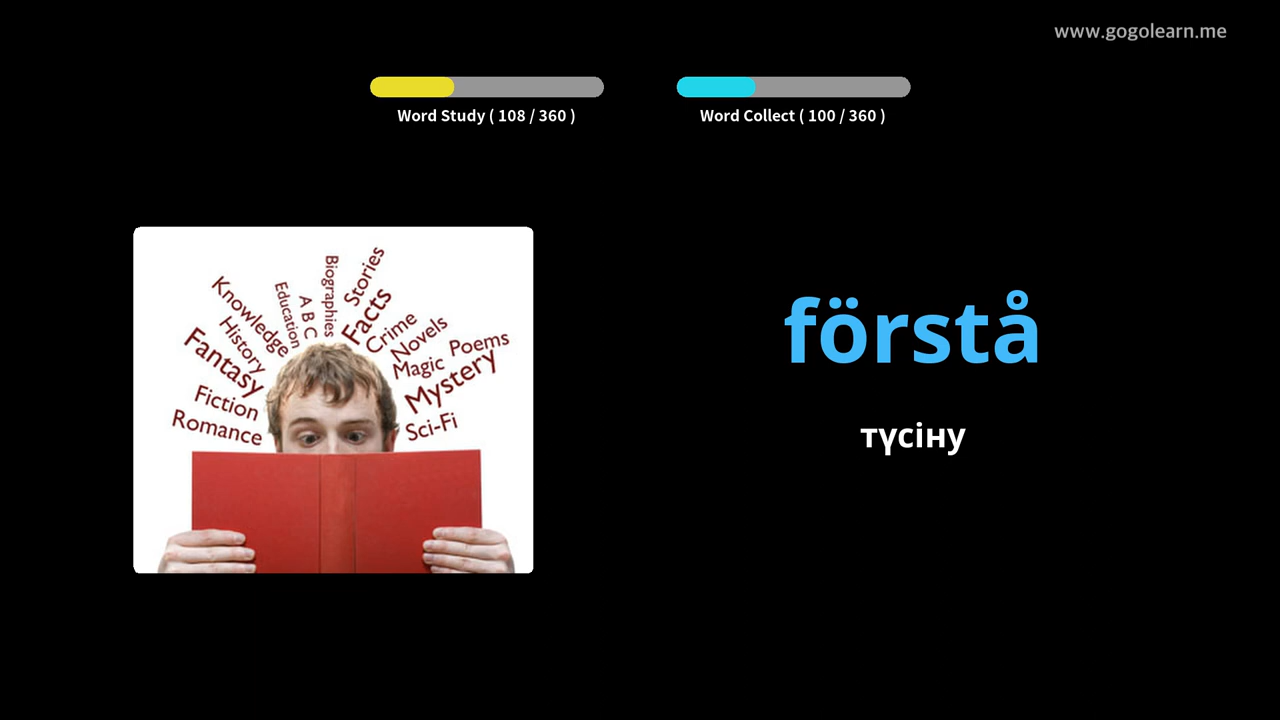 www.gogolearn.me
Word Study ( 108 / 360 )
Word Collect ( 100 / 360 )
Knowledge
History
Fantasy
Fiction
Romance
Education
A B C
Biographies
Stories
Facts
Crime
Novels
Magic
Poems
Mystery
Sci-Fi
förstå
түсіну